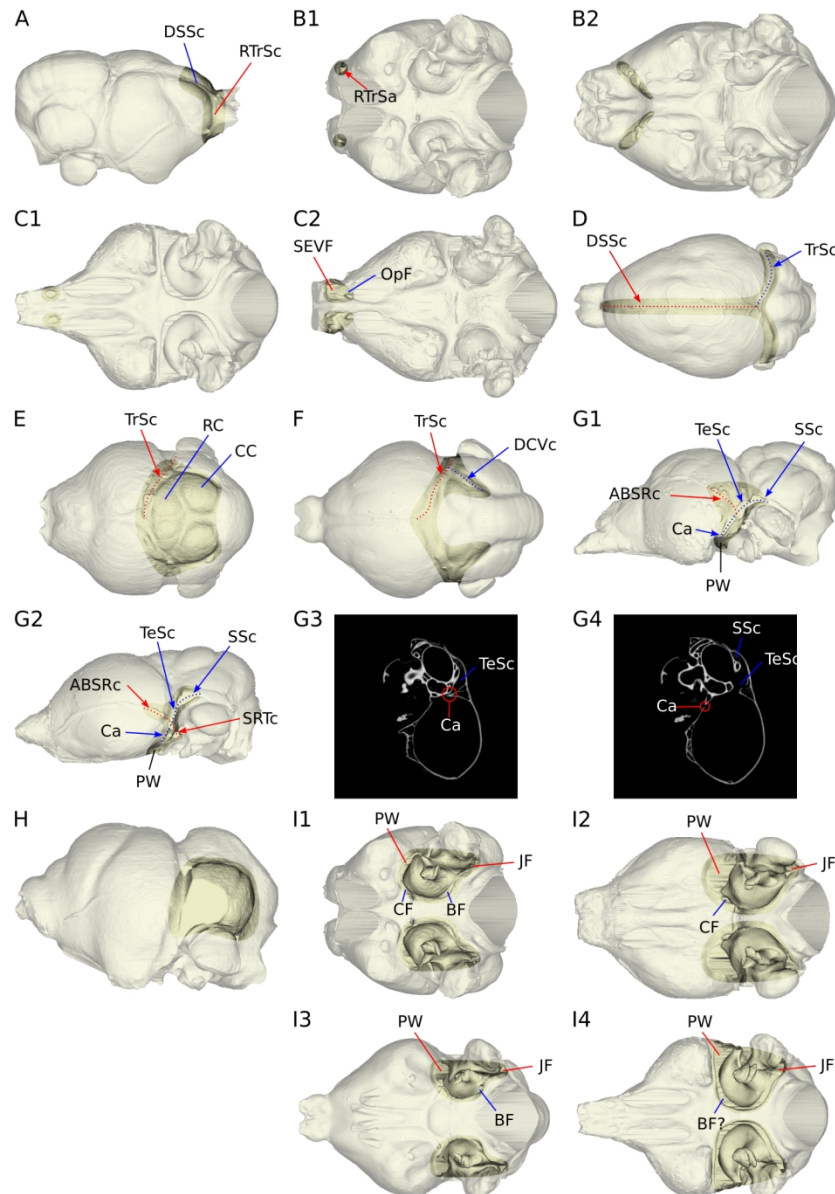 A
DSSc
RTrSc
B1
RTrSa
B2
C1
C2
SEVF
OpF
D
DSSc
TrSc
E
TrSc
RC
CC
F
TrSc
DCVc
G1
TeSc
SSc
ABSRc
Ca
PW
G2
TeSc
SSc
ABSRc
Ca
SRTc
PW
G3
TeSc
Ca
G4
SSc
TeSc
Ca
H
I1
PW
JF
CF
BF
I2
PW
JF
CF
I3
PW
JF
BF
I4
PW
JF
BF?